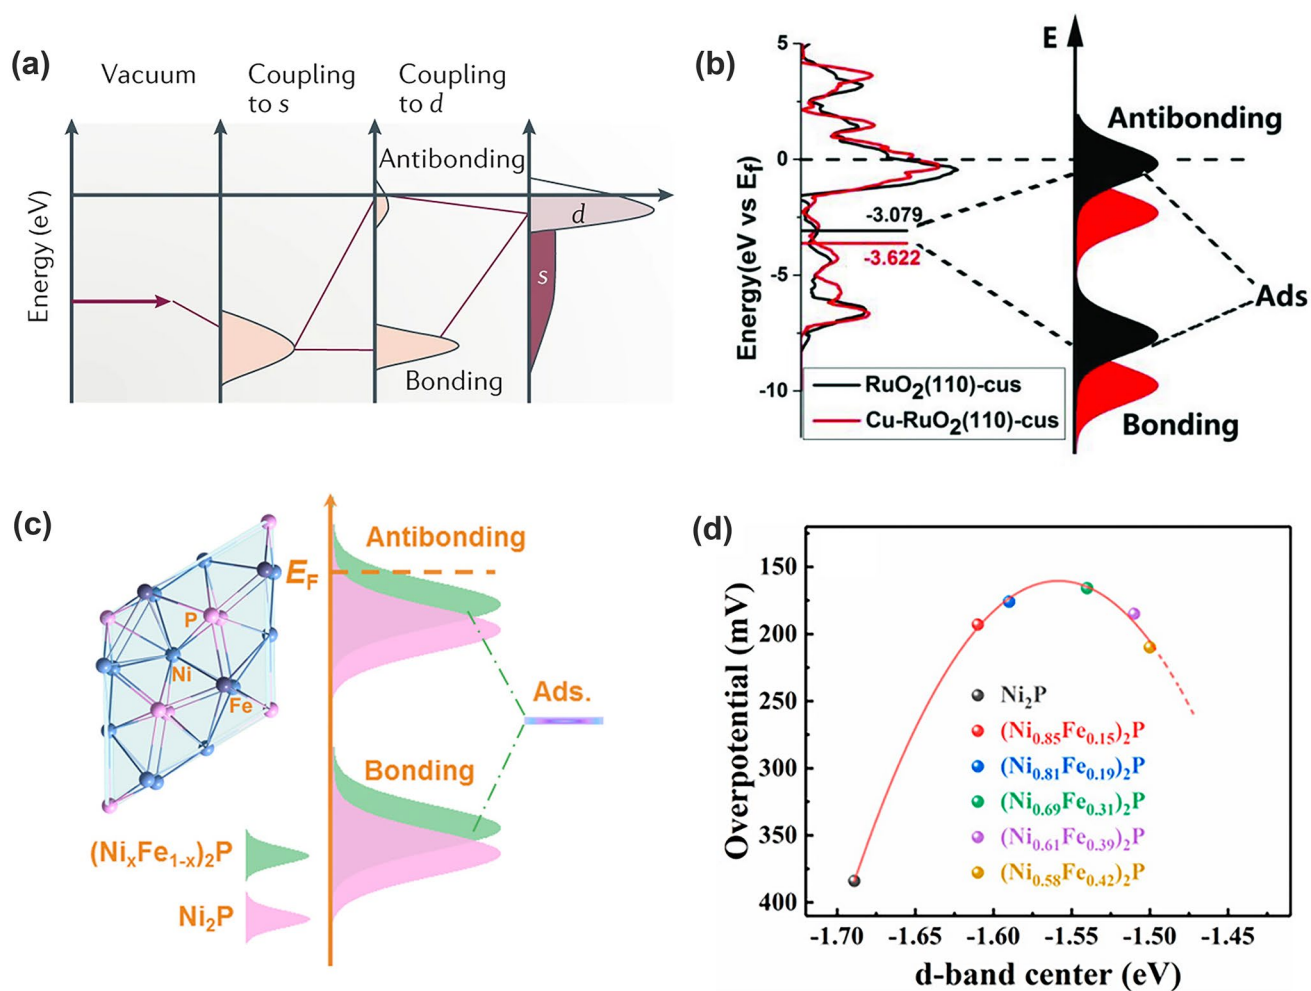 (a)
Vacuum
Coupling
to s
Coupling
to d
Energy (eV)
Antibonding
Bonding
d
s
(b)
E
5
0
-5
-10
Energy(eV vs Ef)
-3.079
-3.622
RuO₂(110)-cus
Cu-RuO₂(110)-cus
Antibonding
Ads
Bonding
(c)
Antibonding
EF
P
Ni
Fe
Ads.
Bonding
(NiₓFe₁₋ₓ)₂P
Ni₂P
(d)
Overpotential (mV)
150
200
250
300
350
400
Ni₂P
(Ni₀.₈₅Fe₀.₁₅)₂P
(Ni₀.₈₁Fe₀.₁₉)₂P
(Ni₀.₆₉Fe₀.₃₁)₂P
(Ni₀.₆₁Fe₀.₃₉)₂P
(Ni₀.₅₈Fe₀.₄₂)₂P
-1.70 -1.65 -1.60 -1.55 -1.50 -1.45
d-band center (eV)